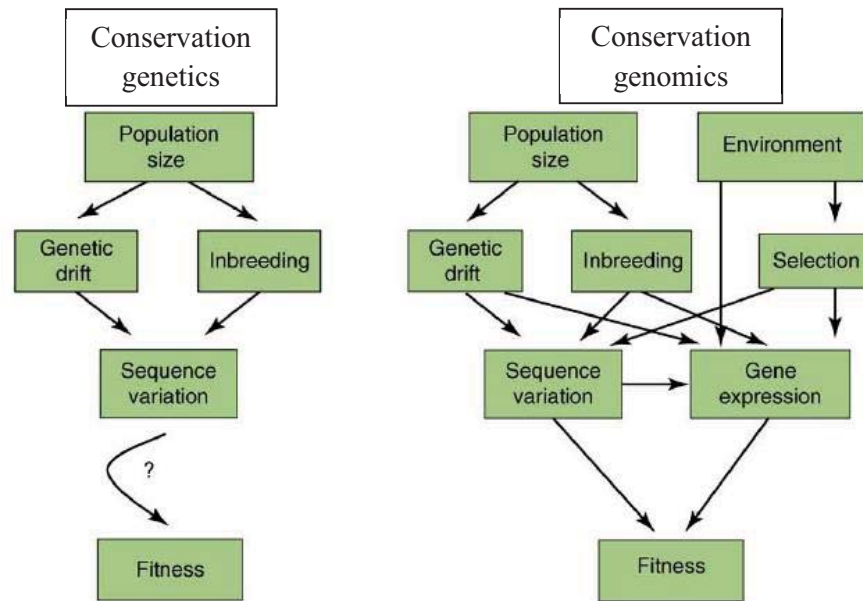 Conservation
genetics
Population
size
Genetic
drift
Inbreeding
Sequence
variation
?
Fitness
Conservation
genomics
Population
size
Environment
Genetic
drift
Inbreeding
Selection
Sequence
variation
Gene
expression
Fitness